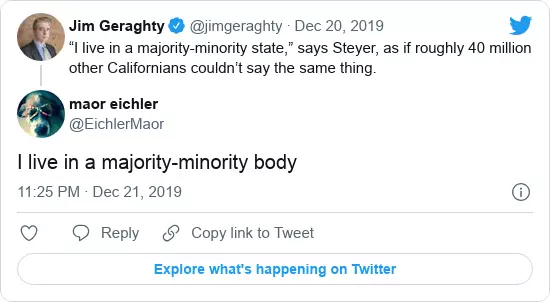 Jim Geraghty @jimgeraghty · Dec 20, 2019
“I live in a majority-minority state,” says Steyer, as if roughly 40 million
other Californians couldn’t say the same thing.
maor eichler
@EichlerMaor
I live in a majority-minority body
11:25 PM · Dec 21, 2019
Reply Copy link to Tweet
Explore what's happening on Twitter